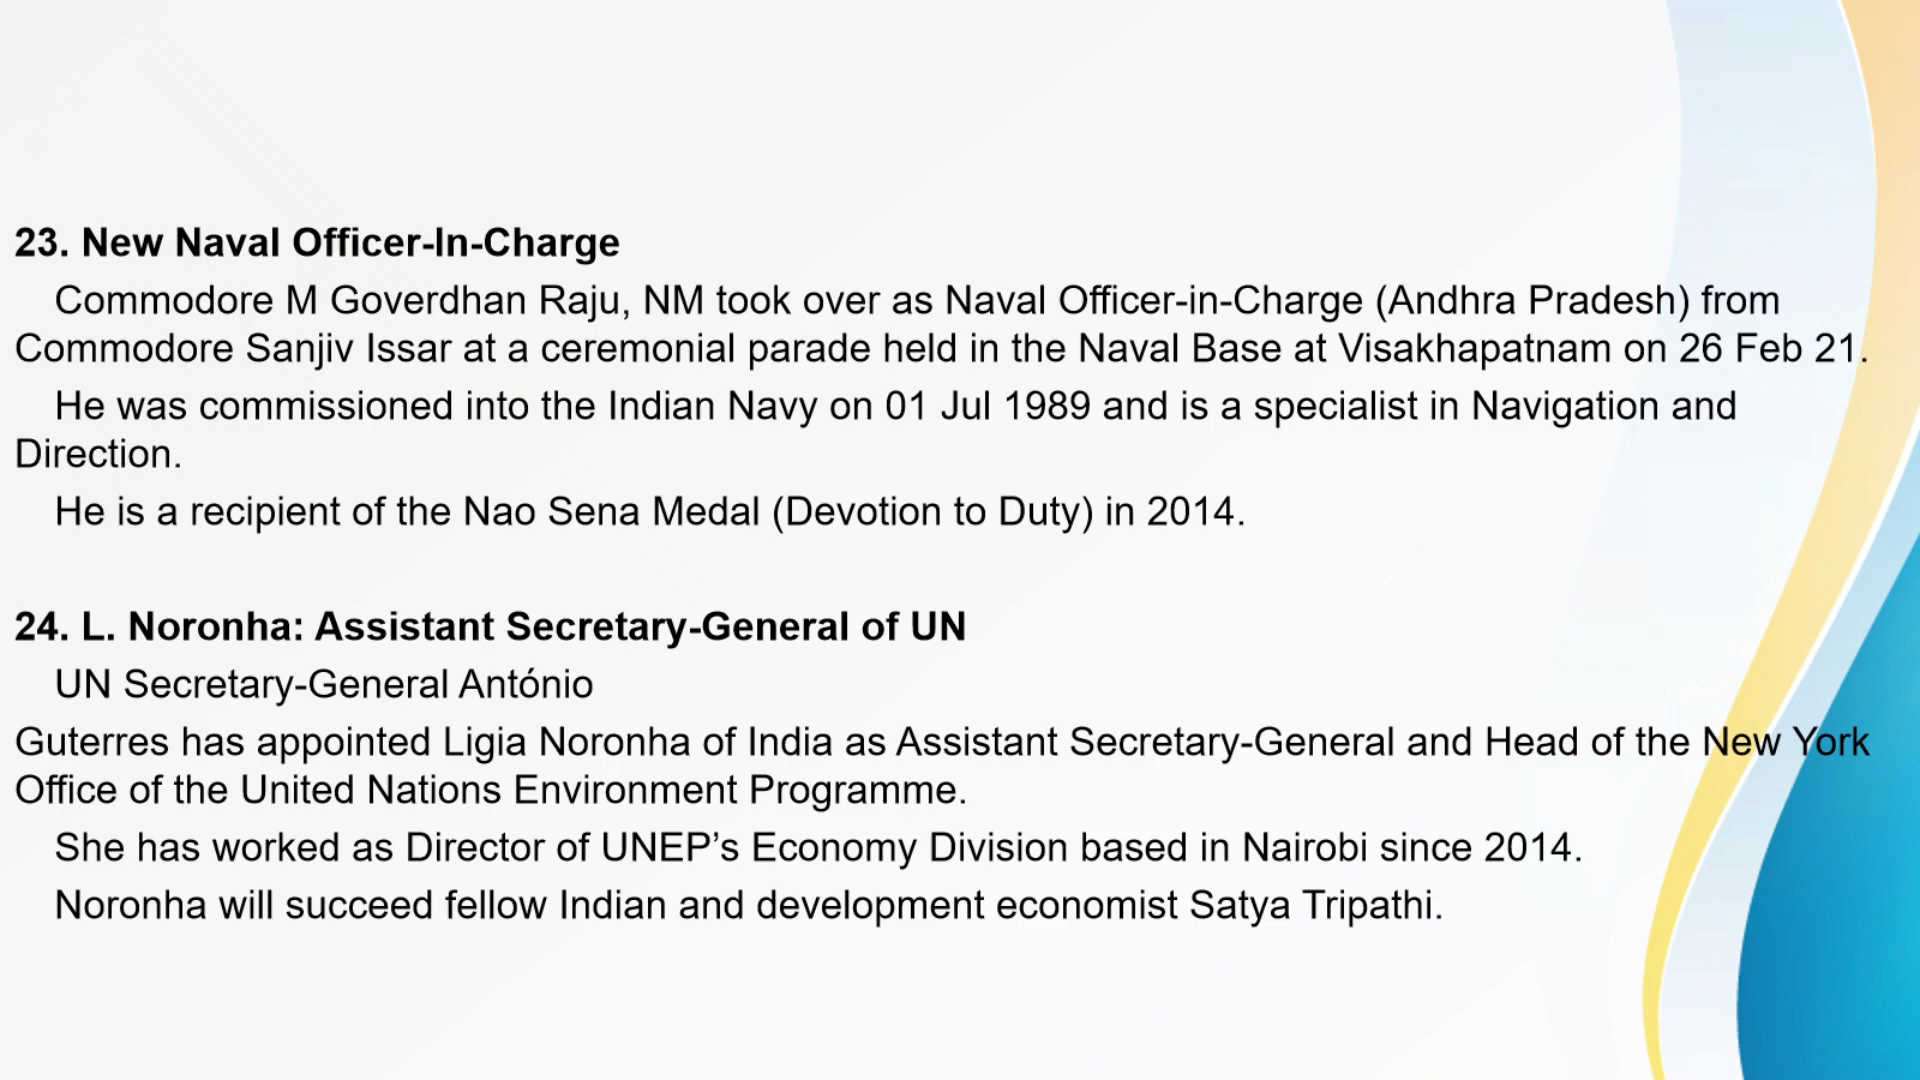 23. New Naval Officer-In-Charge
Commodore M Goverdhan Raju, NM took over as Naval Officer-in-Charge (Andhra Pradesh) from
Commodore Sanjiv Issar at a ceremonial parade held in the Naval Base at Visakhapatnam on 26 Feb 21.
He was commissioned into the Indian Navy on 01 Jul 1989 and is a specialist in Navigation and
Direction.
He is a recipient of the Nao Sena Medal (Devotion to Duty) in 2014.
24. L. Noronha: Assistant Secretary-General of UN
UN Secretary-General António
Guterres has appointed Ligia Noronha of India as Assistant Secretary-General and Head of the New York
Office of the United Nations Environment Programme.
She has worked as Director of UNEP’s Economy Division based in Nairobi since 2014.
Noronha will succeed fellow Indian and development economist Satya Tripathi.